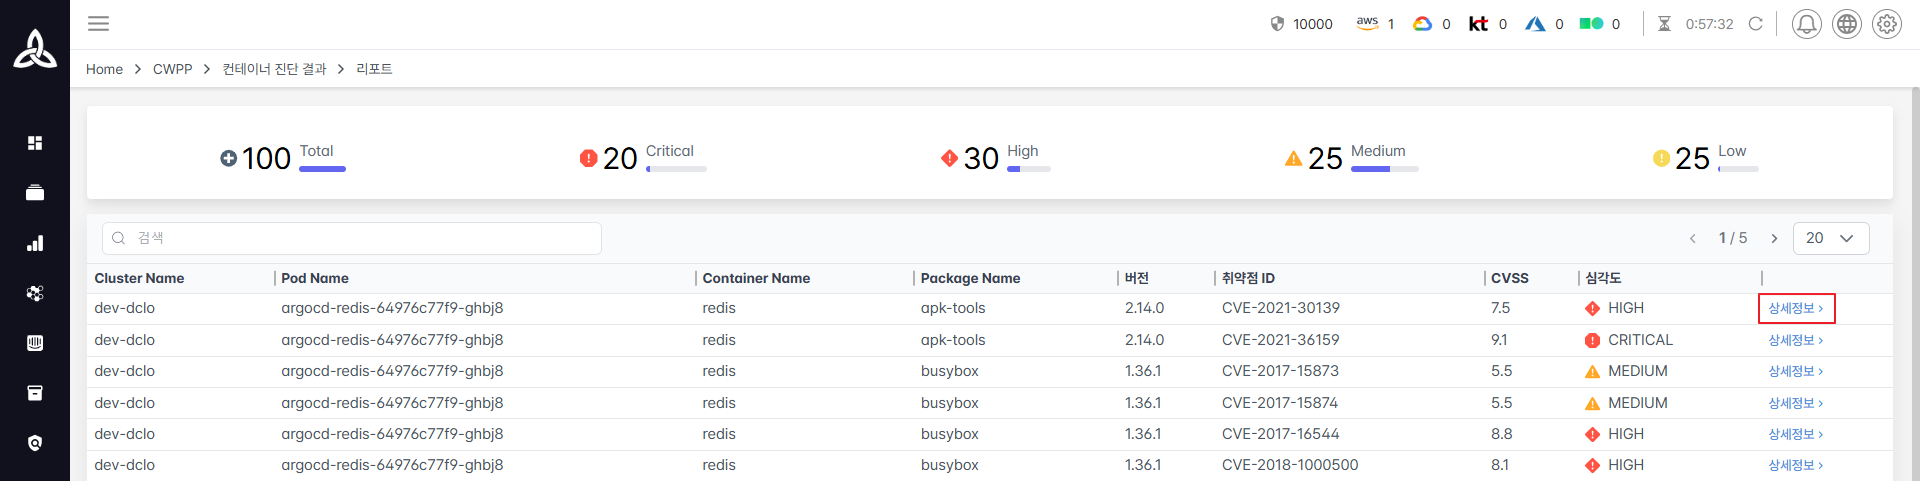 10000 aws 1 0 kt 0 0 0 0:57:32
Home > CWPP > 컨테이너 진단 결과 > 리포트
100 Total 20 Critical 30 High 25 Medium 25 Low
검색 1 / 5 20
Cluster Name Pod Name Container Name Package Name 버전 취약점 ID CVSS 심각도
dev-dclo argocd-redis-64976c77f9-ghbj8 redis apk-tools 2.14.0 CVE-2021-30139 7.5 HIGH 상세정보 >
dev-dclo argocd-redis-64976c77f9-ghbj8 redis apk-tools 2.14.0 CVE-2021-36159 9.1 CRITICAL 상세정보 >
dev-dclo argocd-redis-64976c77f9-ghbj8 redis busybox 1.36.1 CVE-2017-15873 5.5 MEDIUM 상세정보 >
dev-dclo argocd-redis-64976c77f9-ghbj8 redis busybox 1.36.1 CVE-2017-15874 5.5 MEDIUM 상세정보 >
dev-dclo argocd-redis-64976c77f9-ghbj8 redis busybox 1.36.1 CVE-2017-16544 8.8 HIGH 상세정보 >
dev-dclo argocd-redis-64976c77f9-ghbj8 redis busybox 1.36.1 CVE-2018-1000500 8.1 HIGH 상세정보 >